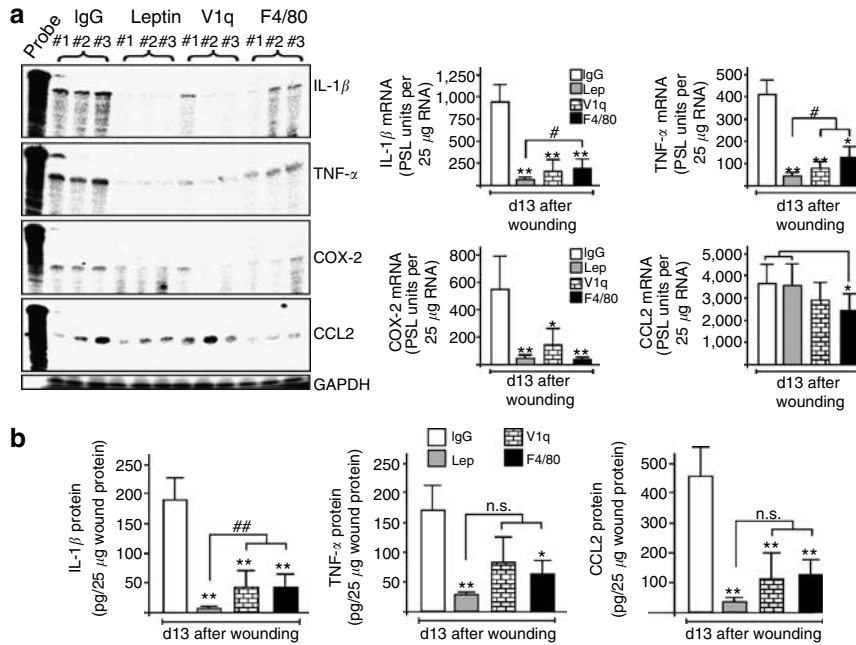 a
Probe
IgG Leptin V1q F4/80
#1 #2 #3 #1 #2 #3 #1 #2 #3 #1 #2 #3
IL-1β
TNF-α
COX-2
CCL2
GAPDH
IL-1β mRNA
(PSL units per
25 µg RNA)
1,250
1,000
750
500
250
IgG
Lep
V1q
F4/80
#
** ** **
d13 after
wounding
TNF-α mRNA
(PSL units per
25 µg RNA)
500
400
300
200
100
#
** ** *
d13 after
wounding
COX-2 mRNA
(PSL units per
25 µg RNA)
800
600
400
200
IgG
Lep
V1q
F4/80
** * **
d13 after
wounding
CCL2 mRNA
(PSL units per
25 µg RNA)
5,000
4,000
3,000
2,000
1,000
*
d13 after
wounding
b
IgG
Lep
V1q
F4/80
IL-1β protein
(pg/25 µg wound protein)
250
200
150
100
50
##
** ** **
d13 after wounding
TNF-α protein
(pg/25 µg wound protein)
250
200
150
100
50
n.s.
** *
d13 after wounding
CCL2 protein
(pg/25 µg wound protein)
500
400
300
200
100
n.s.
** ** **
d13 after wounding